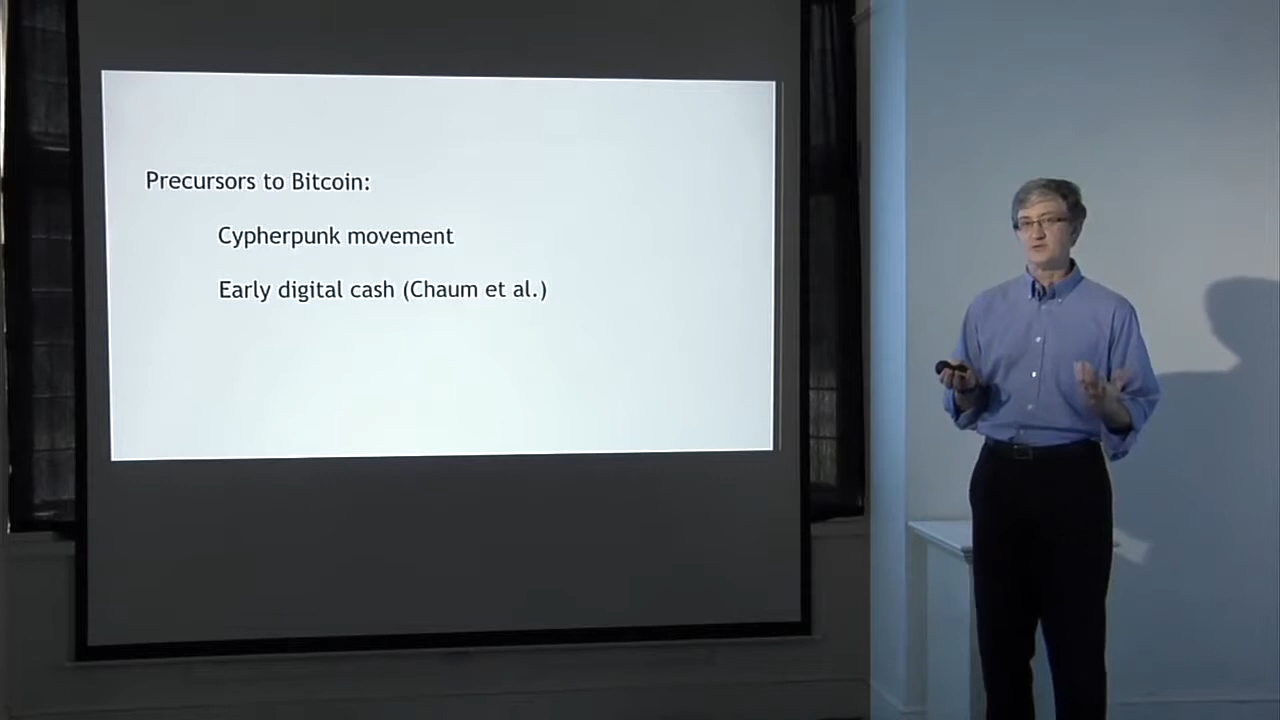 Precursors to Bitcoin:
Cypherpunk movement
Early digital cash (Chaum et al.)